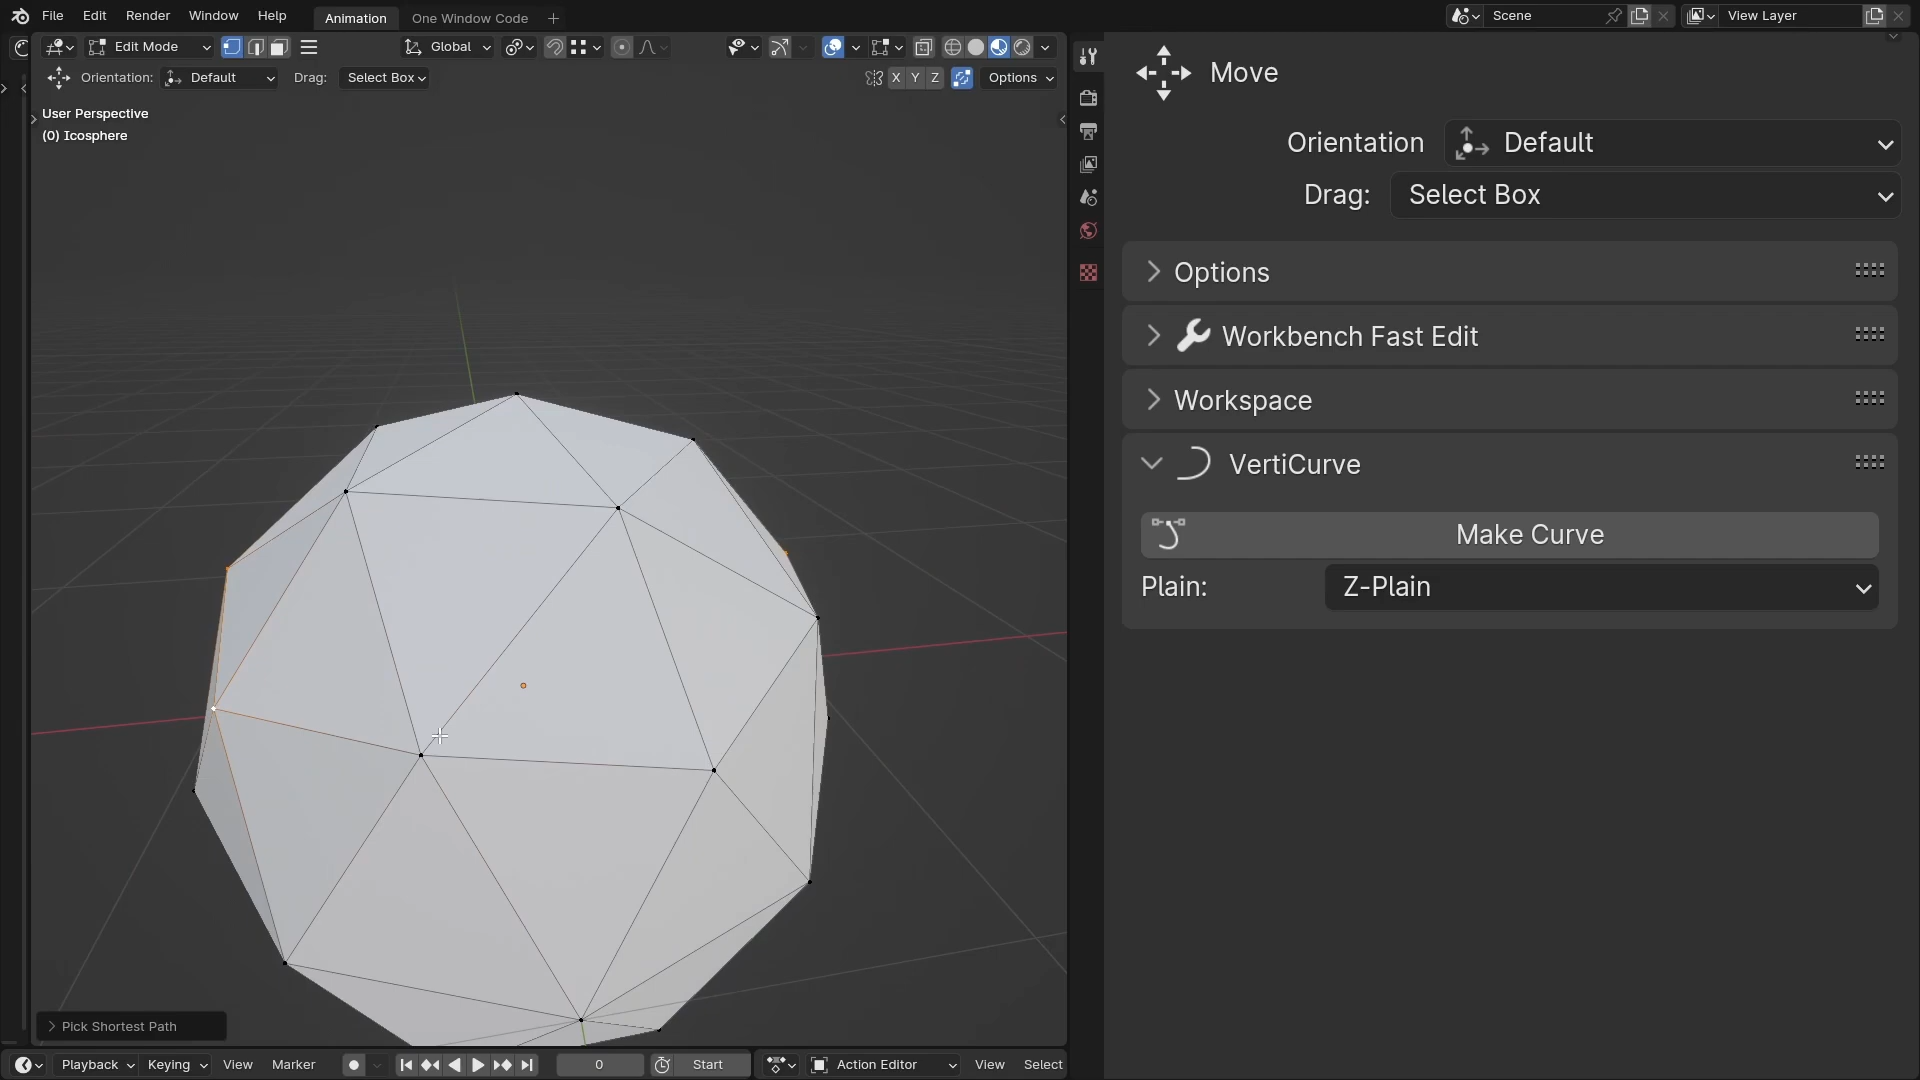 File Edit Render Window Help Animation One Window Code Scene View Layer
Edit Mode Global
Orientation: Default Drag: Select Box X Y Z Options
User Perspective
(0) Icosphere
Pick Shortest Path
Playback Keying View Marker 0 Start Action Editor View Select
Move
Orientation Default
Drag: Select Box
Options
Workbench Fast Edit
Workspace
VertiCurve
Make Curve
Plain: Z-Plain